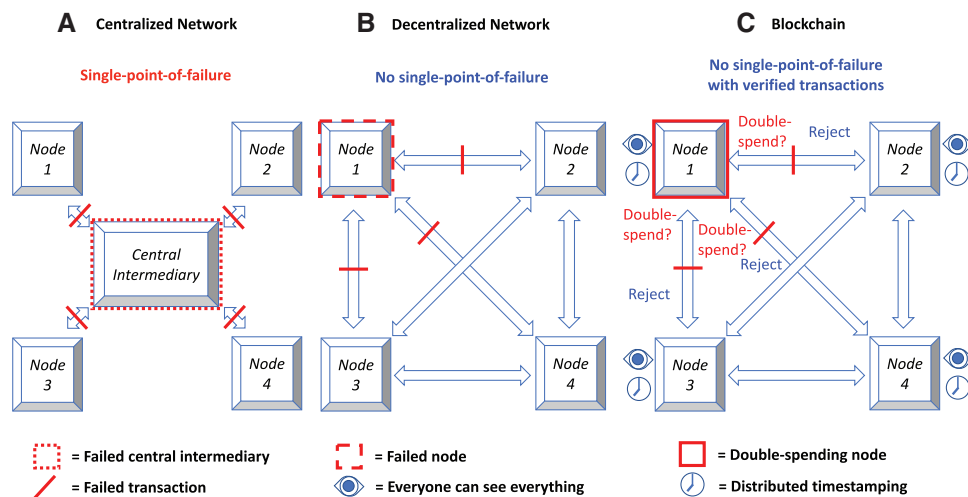 A Centralized Network
Single-point-of-failure
Node
1
Node
2
Central
Intermediary
Node
3
Node
4
B Decentralized Network
No single-point-of-failure
Node
1
Node
2
Node
3
Node
4
C Blockchain
No single-point-of-failure
with verified transactions
Node
1
Double-
spend?
Reject
Node
2
Double-
spend?
Double-
spend?
Reject
Reject
Node
3
Node
4
= Failed central intermediary
= Failed node
= Double-spending node
= Failed transaction
= Everyone can see everything
= Distributed timestamping